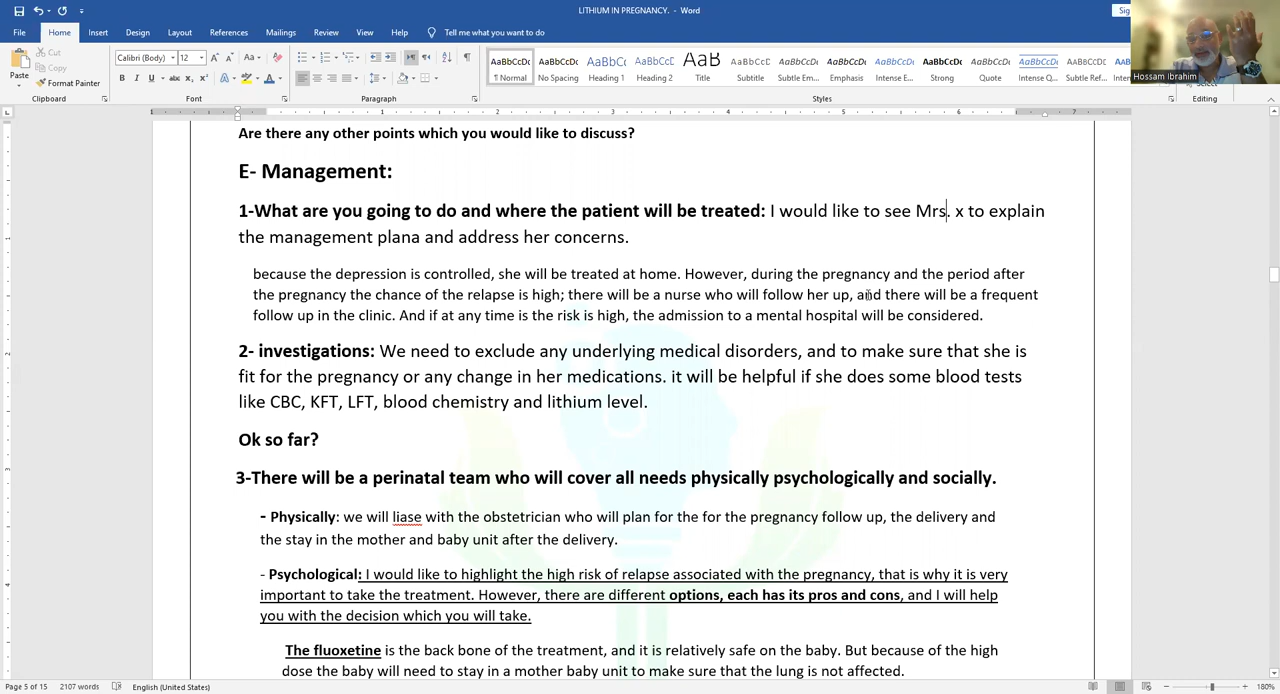 LITHIUM IN PREGNANCY. - Word
Sig
File Home Insert Design Layout References Mailings Review View Help Tell me what you want to do
Paste
Cut
Copy
Format Painter
Calibri (Body) 12
Clipboard Font Paragraph Styles Editing
AaBbCcDc AaBbCcDc AaBbCc AaBbCcC AaB AaBbCcC AaBbCcDc AaBbCcDc AaBbCcDc AaBbCcDc AaBbCcDc AaBbCcDc AaBbCcDc
¶ Normal No Spacing Heading 1 Heading 2 Title Subtitle Subtle Em... Emphasis Intense E... Strong Quote Intense Q... Subtle Ref...
Select
Hossam Ibrahim
Are there any other points which you would like to discuss?
E- Management:
1-What are you going to do and where the patient will be treated: I would like to see Mrs. x to explain
the management plana and address her concerns.
because the depression is controlled, she will be treated at home. However, during the pregnancy and the period after
the pregnancy the chance of the relapse is high; there will be a nurse who will follow her up, and there will be a frequent
follow up in the clinic. And if at any time is the risk is high, the admission to a mental hospital will be considered.
2- investigations: We need to exclude any underlying medical disorders, and to make sure that she is
fit for the pregnancy or any change in her medications. it will be helpful if she does some blood tests
like CBC, KFT, LFT, blood chemistry and lithium level.
Ok so far?
3-There will be a perinatal team who will cover all needs physically psychologically and socially.
- Physically: we will liase with the obstetrician who will plan for the for the pregnancy follow up, the delivery and
the stay in the mother and baby unit after the delivery.
- Psychological: I would like to highlight the high risk of relapse associated with the pregnancy, that is why it is very
important to take the treatment. However, there are different options, each has its pros and cons, and I will help
you with the decision which you will take.
The fluoxetine is the back bone of the treatment, and it is relatively safe on the baby. But because of the high
dose the baby will need to stay in a mother baby unit to make sure that the lung is not affected.
Page 5 of 15 2107 words English (United States) 180%